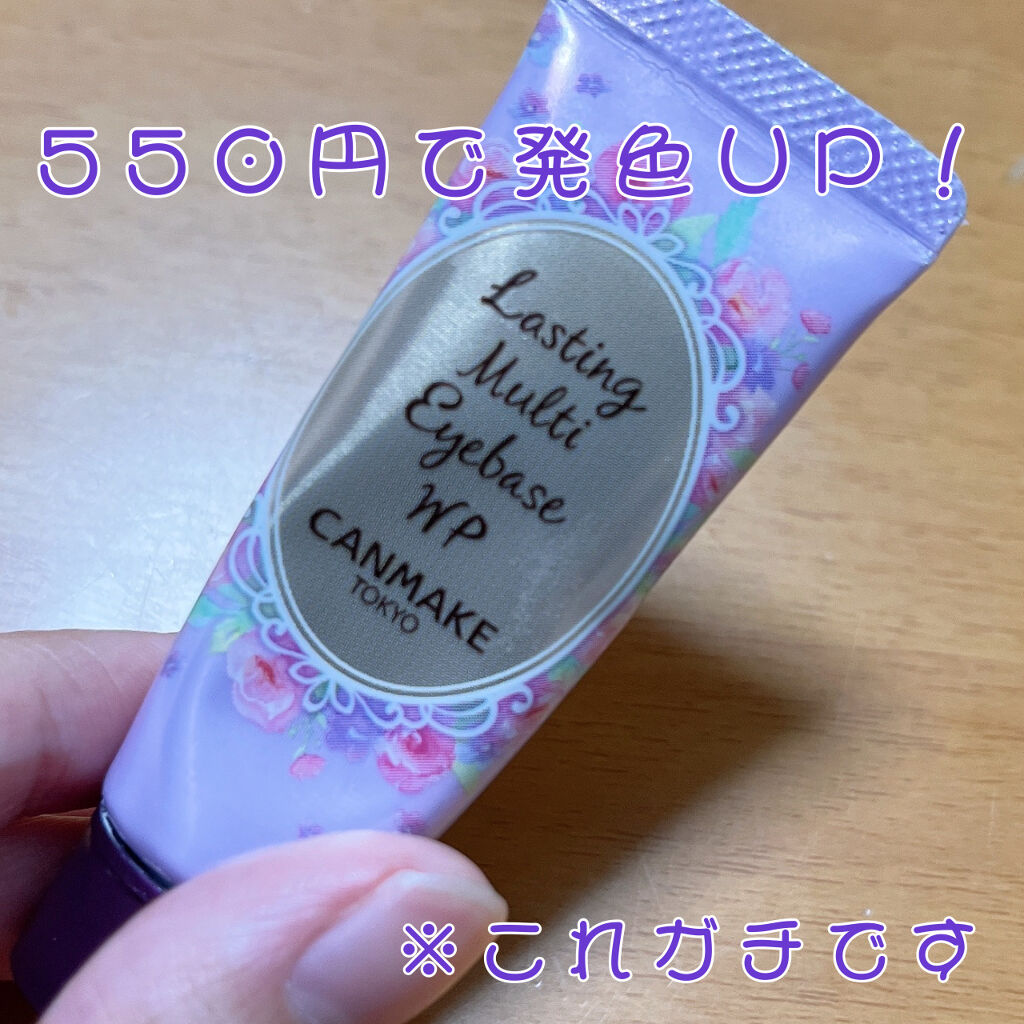 550円で発色UP！
Lasting
Multi
Eyebase
WP
CANMAKE
TOKYO
※これガチです